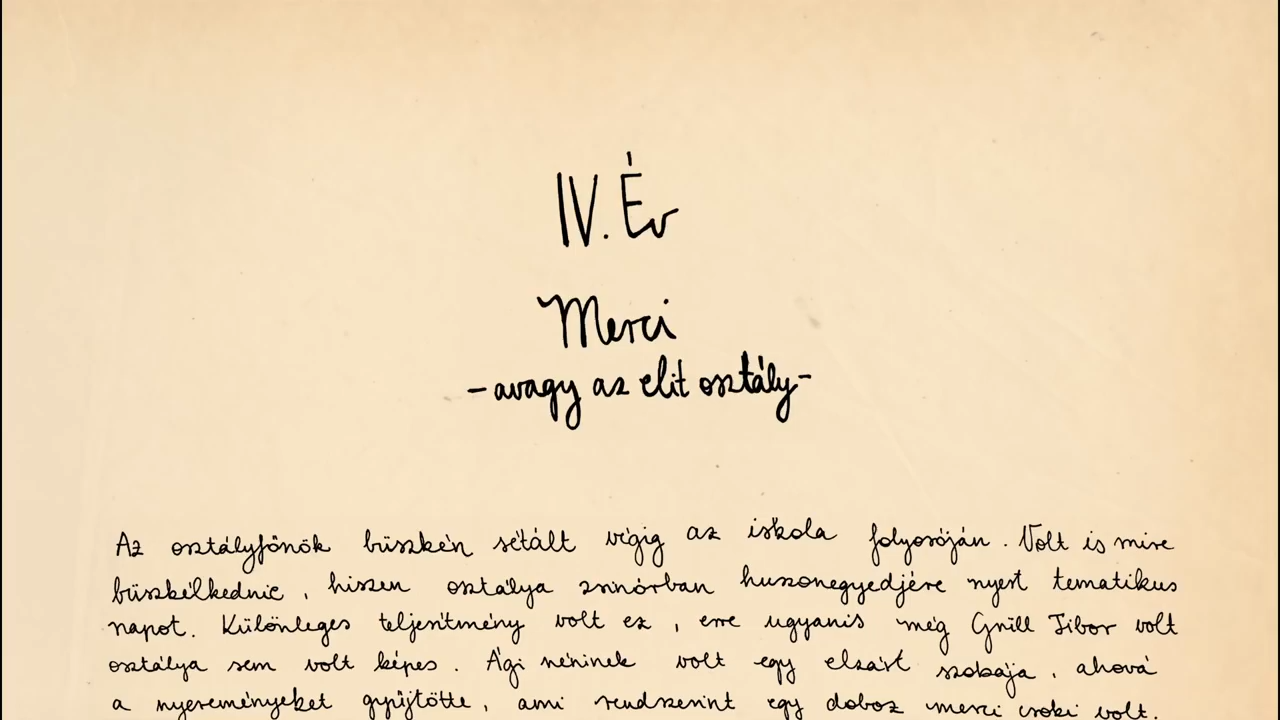 IV. Év
Merci
-avagy az elit osztály-
Az osztályfőnök büszkén sétált végig az iskola folyosóján. Volt is mire
büszkélkednie, hiszen osztálya zsinórban huszonegyedjére nyert tematikus
napot. Különleges teljesítmény volt ez, erre ugyanis még Grill Tibor volt
osztálya sem volt képes. Ági néninek volt egy elzárt szobája, ahová
a nyereményeket gyűjtötte, ami rendszerint egy doboz merci csoki volt.